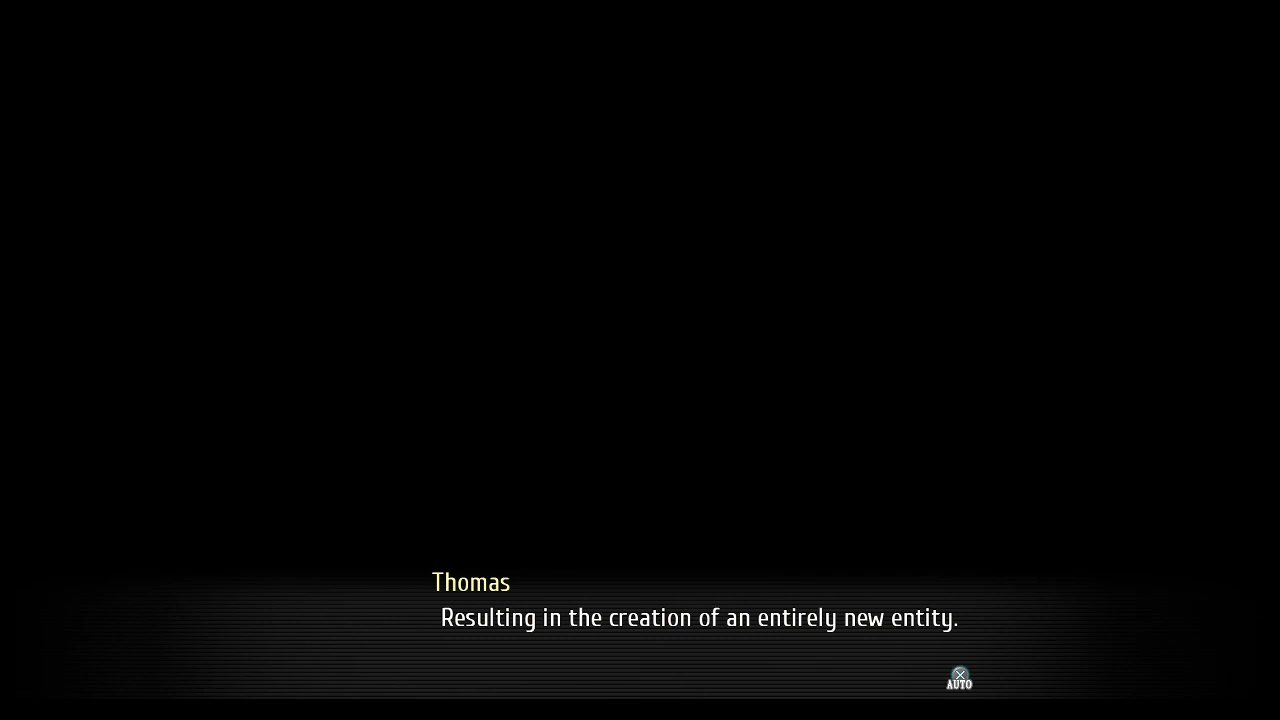 Thomas
Resulting in the creation of an entirely new entity.
AUTO